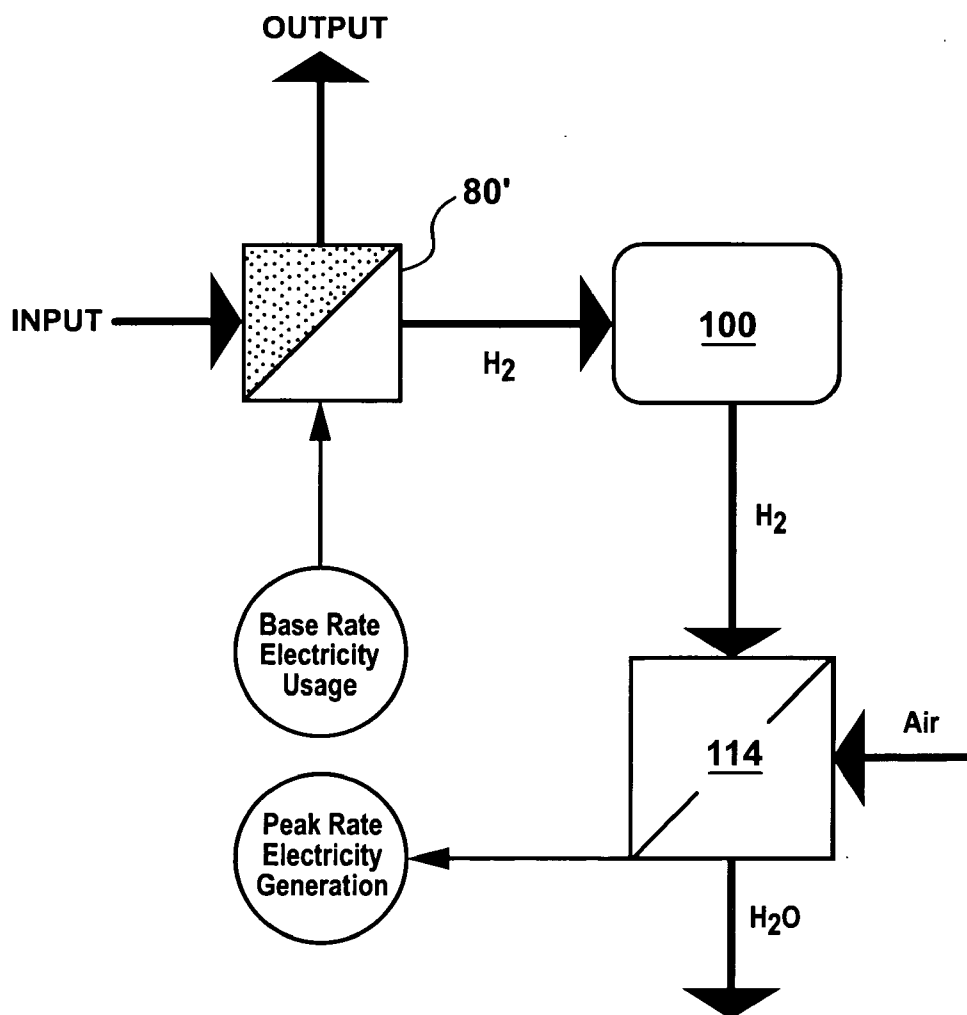 OUTPUT
80'
INPUT
H2
100
H2
Base Rate
Electricity
Usage
Air
114
Peak Rate
Electricity
Generation
H2O